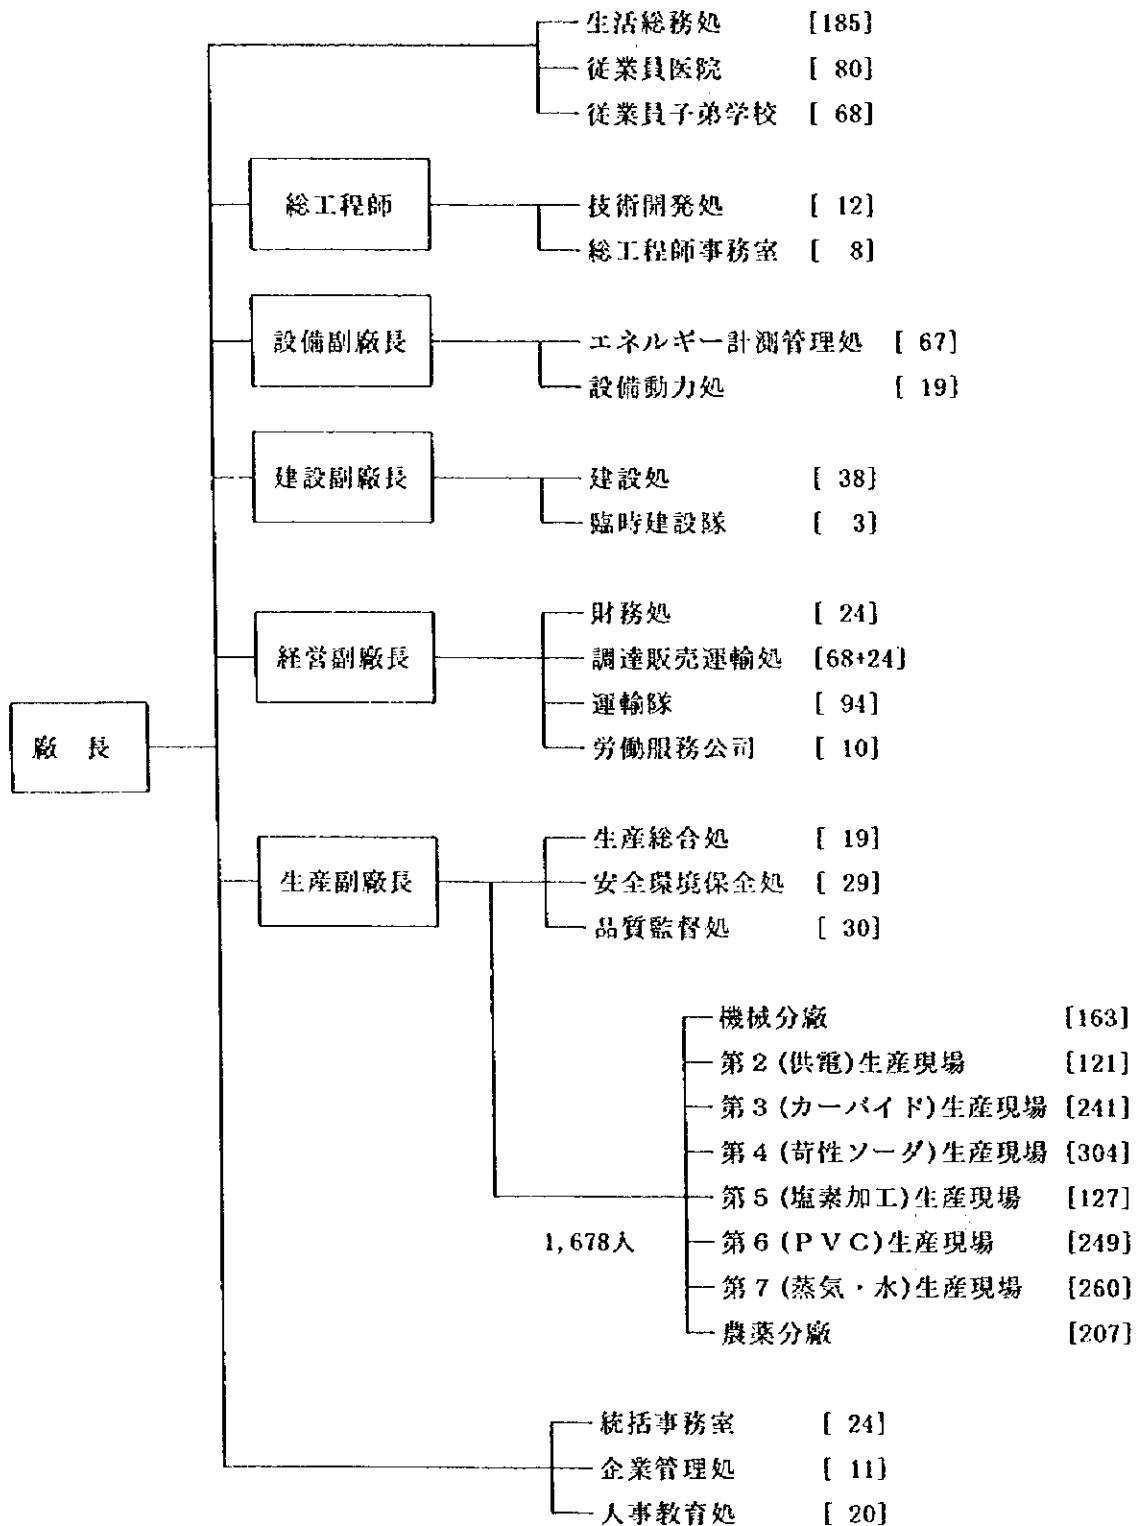 生活総務処 [185]
従業員医院 [ 80]
従業員子弟学校 [ 68]
総工程師
技術開発処 [ 12]
総工程師事務室 [ 8]
設備副廠長
エネルギー計測管理処 [ 67]
設備動力処 [ 19]
建設副廠長
建設処 [ 38]
臨時建設隊 [ 3]
財務処 [ 24]
経営副廠長
調達販売運輸処 [68+24]
運輸隊 [ 94]
廠 長
労働服務公司 [ 10]
生産総合処 [ 19]
生産副廠長
安全環境保全処 [ 29]
品質監督処 [ 30]
機械分廠 [163]
第2(供電)生産現場 [121]
第3(カーバイド)生産現場 [241]
第4(苛性ソーダ)生産現場 [304]
第5(塩素加工)生産現場 [127]
1,678人
第6(PVC)生産現場 [249]
第7(蒸気・水)生産現場 [260]
農薬分廠 [207]
統括事務室 [ 24]
企業管理処 [ 11]
人事教育処 [ 20]